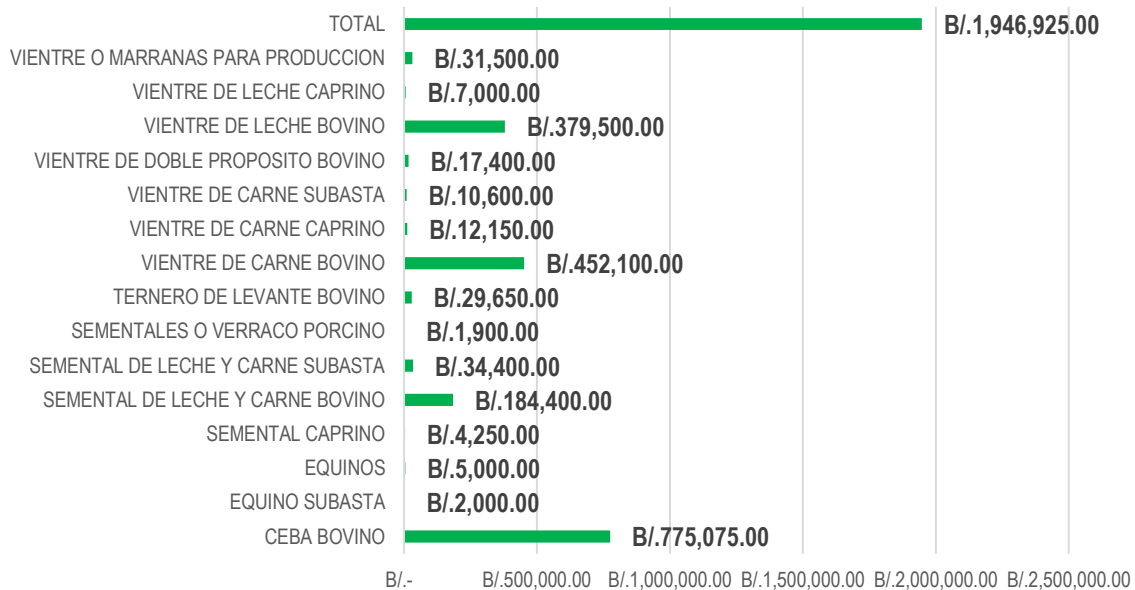 TOTAL B/.1,946,925.00
VIENTRE O MARRANAS PARA PRODUCCION B/.31,500.00
VIENTRE DE LECHE CAPRINO B/.7,000.00
VIENTRE DE LECHE BOVINO B/.379,500.00
VIENTRE DE DOBLE PROPOSITO BOVINO B/.17,400.00
VIENTRE DE CARNE SUBASTA B/.10,600.00
VIENTRE DE CARNE CAPRINO B/.12,150.00
VIENTRE DE CARNE BOVINO B/.452,100.00
TERNERO DE LEVANTE BOVINO B/.29,650.00
SEMENTALES O VERRACO PORCINO B/.1,900.00
SEMENTAL DE LECHE Y CARNE SUBASTA B/.34,400.00
SEMENTAL DE LECHE Y CARNE BOVINO B/.184,400.00
SEMENTAL CAPRINO B/.4,250.00
EQUINOS B/.5,000.00
EQUINO SUBASTA B/.2,000.00
CEBA BOVINO B/.775,075.00
B/.- B/.500,000.00 B/.1,000,000.00 B/.1,500,000.00 B/.2,000,000.00 B/.2,500,000.00